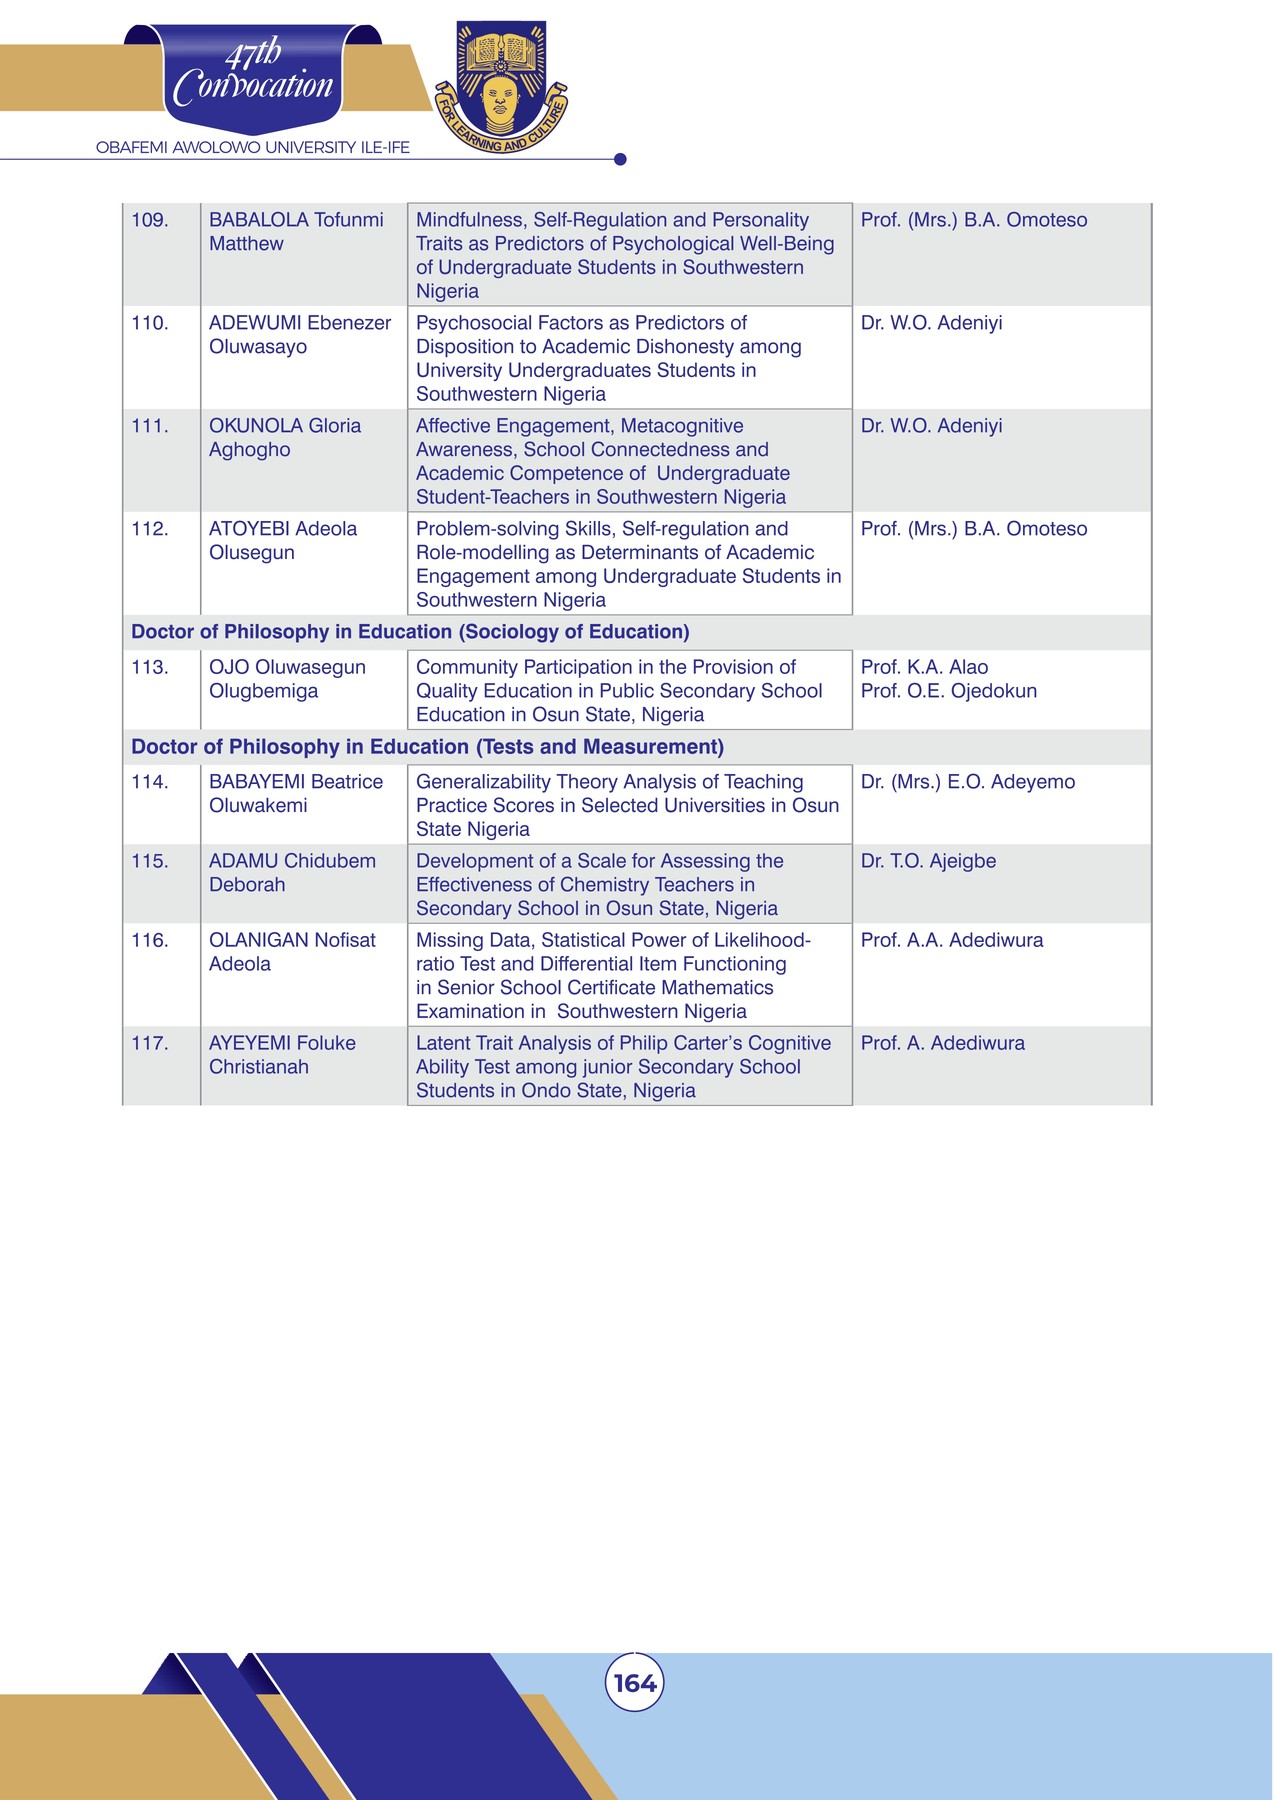 47th
Convocation
FOR LEARNING AND CULTURE
OBAFEMI AWOLOWO UNIVERSITY ILE-IFE
109. BABALOLA Tofunmi Mindfulness, Self-Regulation and Personality Prof. (Mrs.) B.A. Omoteso
Matthew Traits as Predictors of Psychological Well-Being
of Undergraduate Students in Southwestern
Nigeria
110. ADEWUMI Ebenezer Psychosocial Factors as Predictors of Dr. W.O. Adeniyi
Oluwasayo Disposition to Academic Dishonesty among
University Undergraduates Students in
Southwestern Nigeria
111. OKUNOLA Gloria Affective Engagement, Metacognitive Dr. W.O. Adeniyi
Aghogho Awareness, School Connectedness and
Academic Competence of  Undergraduate
Student-Teachers in Southwestern Nigeria
112. ATOYEBI Adeola Problem-solving Skills, Self-regulation and Prof. (Mrs.) B.A. Omoteso
Olusegun Role-modelling as Determinants of Academic
Engagement among Undergraduate Students in
Southwestern Nigeria
Doctor of Philosophy in Education (Sociology of Education)
113. OJO Oluwasegun Community Participation in the Provision of Prof. K.A. Alao
Olugbemiga Quality Education in Public Secondary School Prof. O.E. Ojedokun
Education in Osun State, Nigeria
Doctor of Philosophy in Education (Tests and Measurement)
114. BABAYEMI Beatrice Generalizability Theory Analysis of Teaching Dr. (Mrs.) E.O. Adeyemo
Oluwakemi Practice Scores in Selected Universities in Osun
State Nigeria
115. ADAMU Chidubem Development of a Scale for Assessing the Dr. T.O. Ajeigbe
Deborah Effectiveness of Chemistry Teachers in
Secondary School in Osun State, Nigeria
116. OLANIGAN Nofisat Missing Data, Statistical Power of Likelihood- Prof. A.A. Adediwura
Adeola ratio Test and Differential Item Functioning
in Senior School Certificate Mathematics
Examination in  Southwestern Nigeria
117. AYEYEMI Foluke Latent Trait Analysis of Philip Carter’s Cognitive Prof. A. Adediwura
Christianah Ability Test among junior Secondary School
Students in Ondo State, Nigeria
164